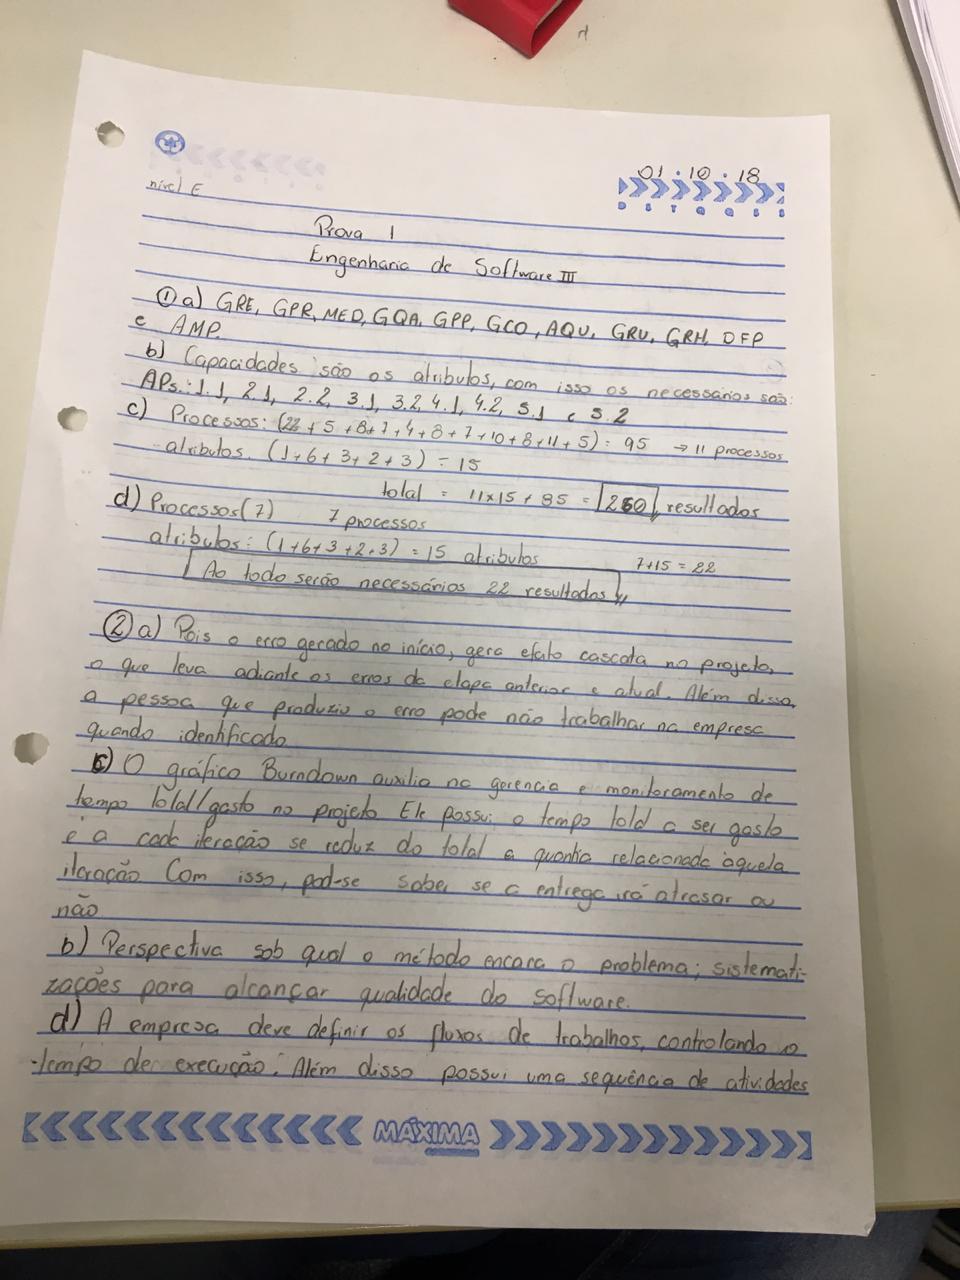 01 . 10 . 18
D S T Q Q S S
nível E
Prova 1
Engenharia de Software III
① a) GRE, GPR, MED, GQA, GPP, GCO, AQU, GRU, GRH, DFP
e AMP.
b) Capacidades são os atributos, com isso os necessários são:
APs.: 1.1, 2.1, 2.2, 3.1, 3.2, 4.1, 4.2, 5.1 e 5.2
c) Processos: (22 + 5 + 8 + 7 + 4 + 8 + 7 + 10 + 8 + 11 + 5) = 95 → 11 processos
atributos. (1 + 6 + 3 + 2 + 3) = 15
total = 11x15 + 85 = 260 resultados
d) Processos (7) 7 processos
atributos: (1+6+3+2+3) = 15 atributos 7+15 = 22
Ao todo serão necessários 22 resultados
② a) Pois o erro gerado no início, gera efeito cascata no projeto,
o que leva adiante os erros da etapa anterior e atual. Além disso,
a pessoa que produziu o erro pode não trabalhar na empresa
quando identificado
c) O gráfico Burndown auxilia na gerencia e monitoramento de
tempo total/gasto no projeto Ele possui o tempo total a ser gasto
e a cada iteração se reduz do total a quantia relacionada àquela
iteração Com isso, pod-se saber se a entrega irá atrasar ou
não
b) Perspectiva sob qual o método encara o problema; sistemati-
zações para alcançar qualidade do software.
d) A empresa deve definir os fluxos de trabalhos, controlando o
tempo de execução. Além disso possui uma sequência de atividades
MÁXIMA